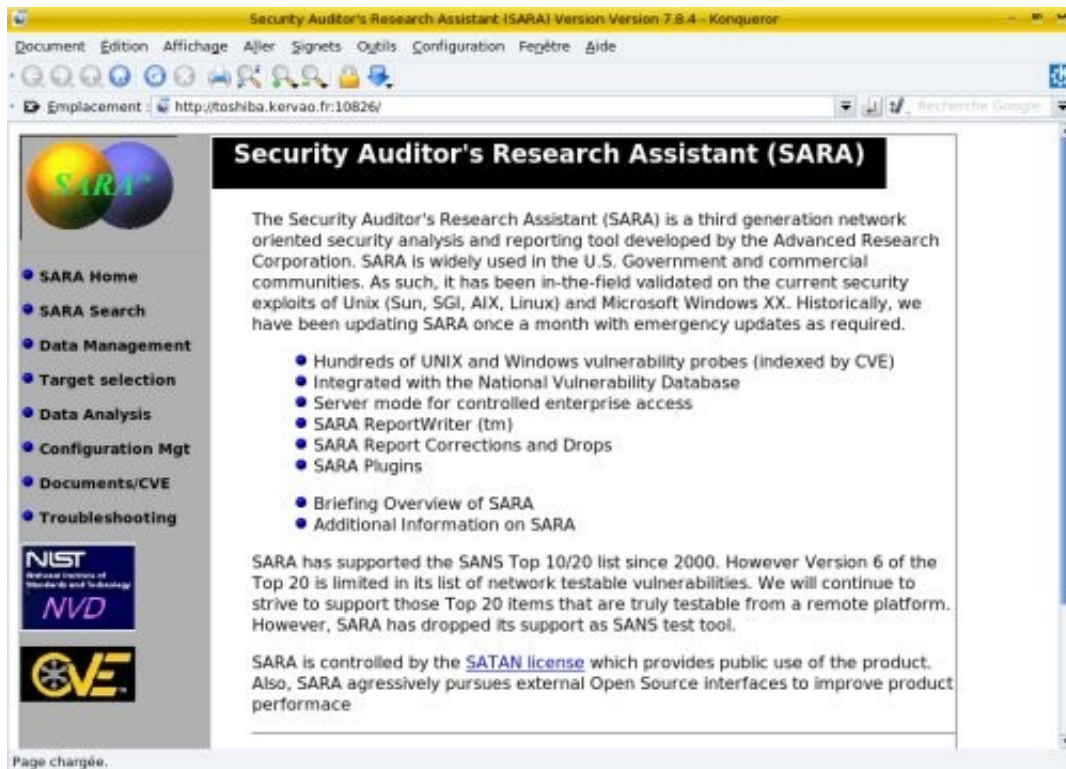 Security Auditor's Research Assistant (SARA) Version Version 7.8.4 - Konqueror
Document Édition Affichage Aller Signets Outils Configuration Fenêtre Aide
Emplacement : http://toshiba.kervao.fr:10826/ Recherche Google
SARA™
SARA Home
SARA Search
Data Management
Target selection
Data Analysis
Configuration Mgt
Documents/CVE
Troubleshooting
NIST
National Institute of
Standards and Technology
NVD
CVE
Security Auditor's Research Assistant (SARA)
The Security Auditor's Research Assistant (SARA) is a third generation network
oriented security analysis and reporting tool developed by the Advanced Research
Corporation. SARA is widely used in the U.S. Government and commercial
communities. As such, it has been in-the-field validated on the current security
exploits of Unix (Sun, SGI, AIX, Linux) and Microsoft Windows XX. Historically, we
have been updating SARA once a month with emergency updates as required.
Hundreds of UNIX and Windows vulnerability probes (indexed by CVE)
Integrated with the National Vulnerability Database
Server mode for controlled enterprise access
SARA ReportWriter (tm)
SARA Report Corrections and Drops
SARA Plugins
Briefing Overview of SARA
Additional Information on SARA
SARA has supported the SANS Top 10/20 list since 2000. However Version 6 of the
Top 20 is limited in its list of network testable vulnerabilities. We will continue to
strive to support those Top 20 items that are truly testable from a remote platform.
However, SARA has dropped its support as SANS test tool.
SARA is controlled by the SATAN license which provides public use of the product.
Also, SARA agressively pursues external Open Source interfaces to improve product
performace
Page chargée.